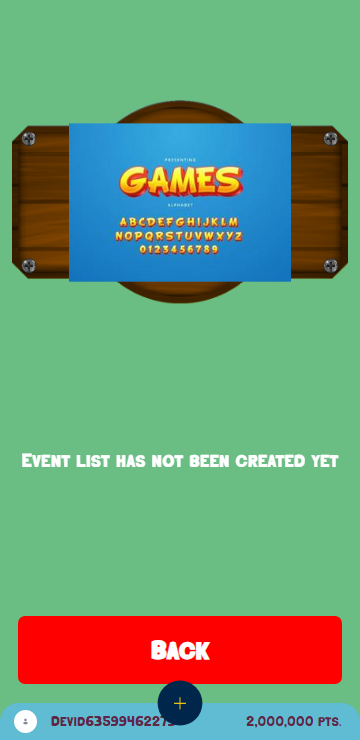 PRESENTING
GAMES
ALPHABET
ABCDEFGHIJKLM
NOPQRSTUVWXYZ
0123456789
Event list has not been created yet
Back
2,000,000 pts.